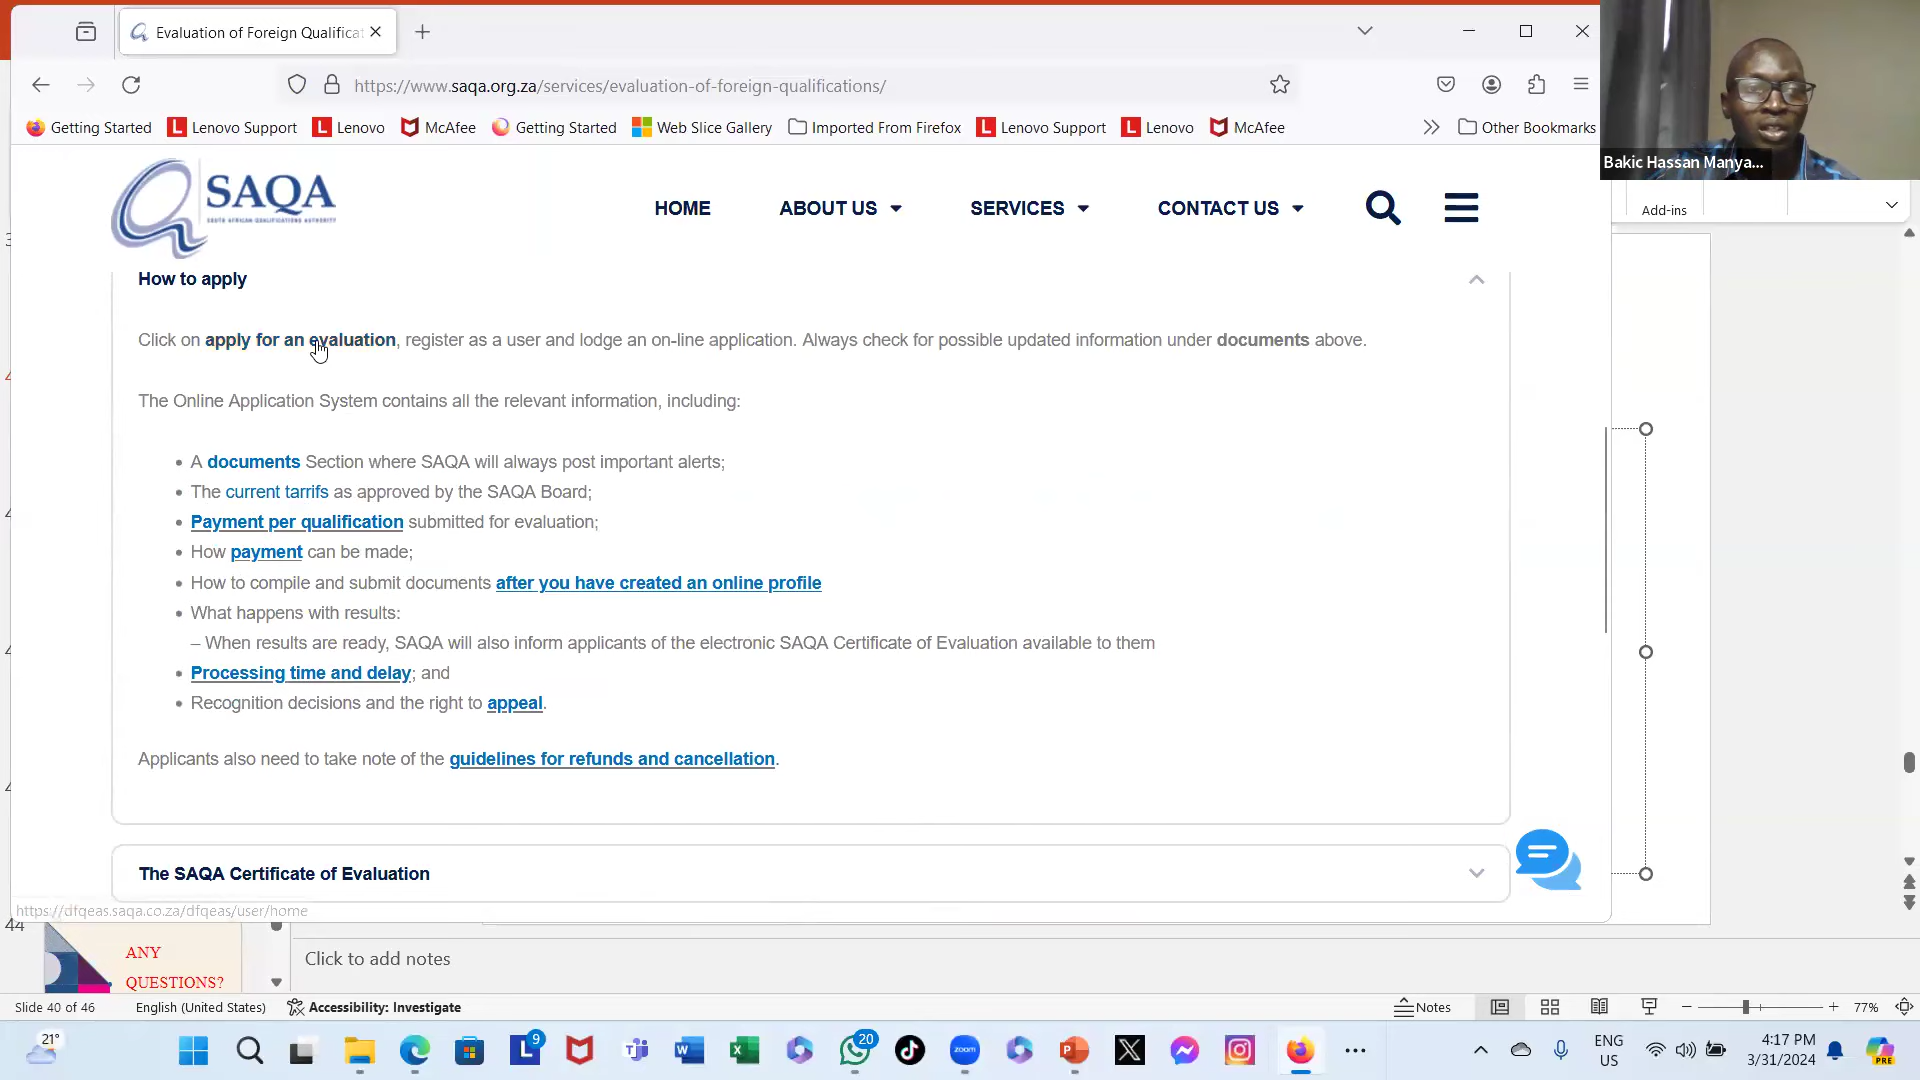 Evaluation of Foreign Qualificat
https://www.saqa.org.za/services/evaluation-of-foreign-qualifications/
Getting Started
Lenovo Support
Lenovo
McAfee
Getting Started
Web Slice Gallery
Imported From Firefox
Lenovo Support
Lenovo
McAfee
Other Bookmarks
Bakic Hassan Manya...
Add-ins
SAQA
SOUTH AFRICAN QUALIFICATIONS AUTHORITY
HOME
ABOUT US
SERVICES
CONTACT US
How to apply
Click on apply for an evaluation, register as a user and lodge an on-line application. Always check for possible updated information under documents above.
The Online Application System contains all the relevant information, including:
• A documents Section where SAQA will always post important alerts;
• The current tarrifs as approved by the SAQA Board;
• Payment per qualification submitted for evaluation;
• How payment can be made;
• How to compile and submit documents after you have created an online profile
• What happens with results:
– When results are ready, SAQA will also inform applicants of the electronic SAQA Certificate of Evaluation available to them
• Processing time and delay; and
• Recognition decisions and the right to appeal.
Applicants also need to take note of the guidelines for refunds and cancellation.
The SAQA Certificate of Evaluation
https://dfqeas.saqa.co.za/dfqeas/user/home
44
ANY
QUESTIONS?
Click to add notes
Slide 40 of 46
English (United States)
Accessibility: Investigate
Notes
77%
21°
9
20
zoom
ENG
US
4:17 PM
3/31/2024
PRE